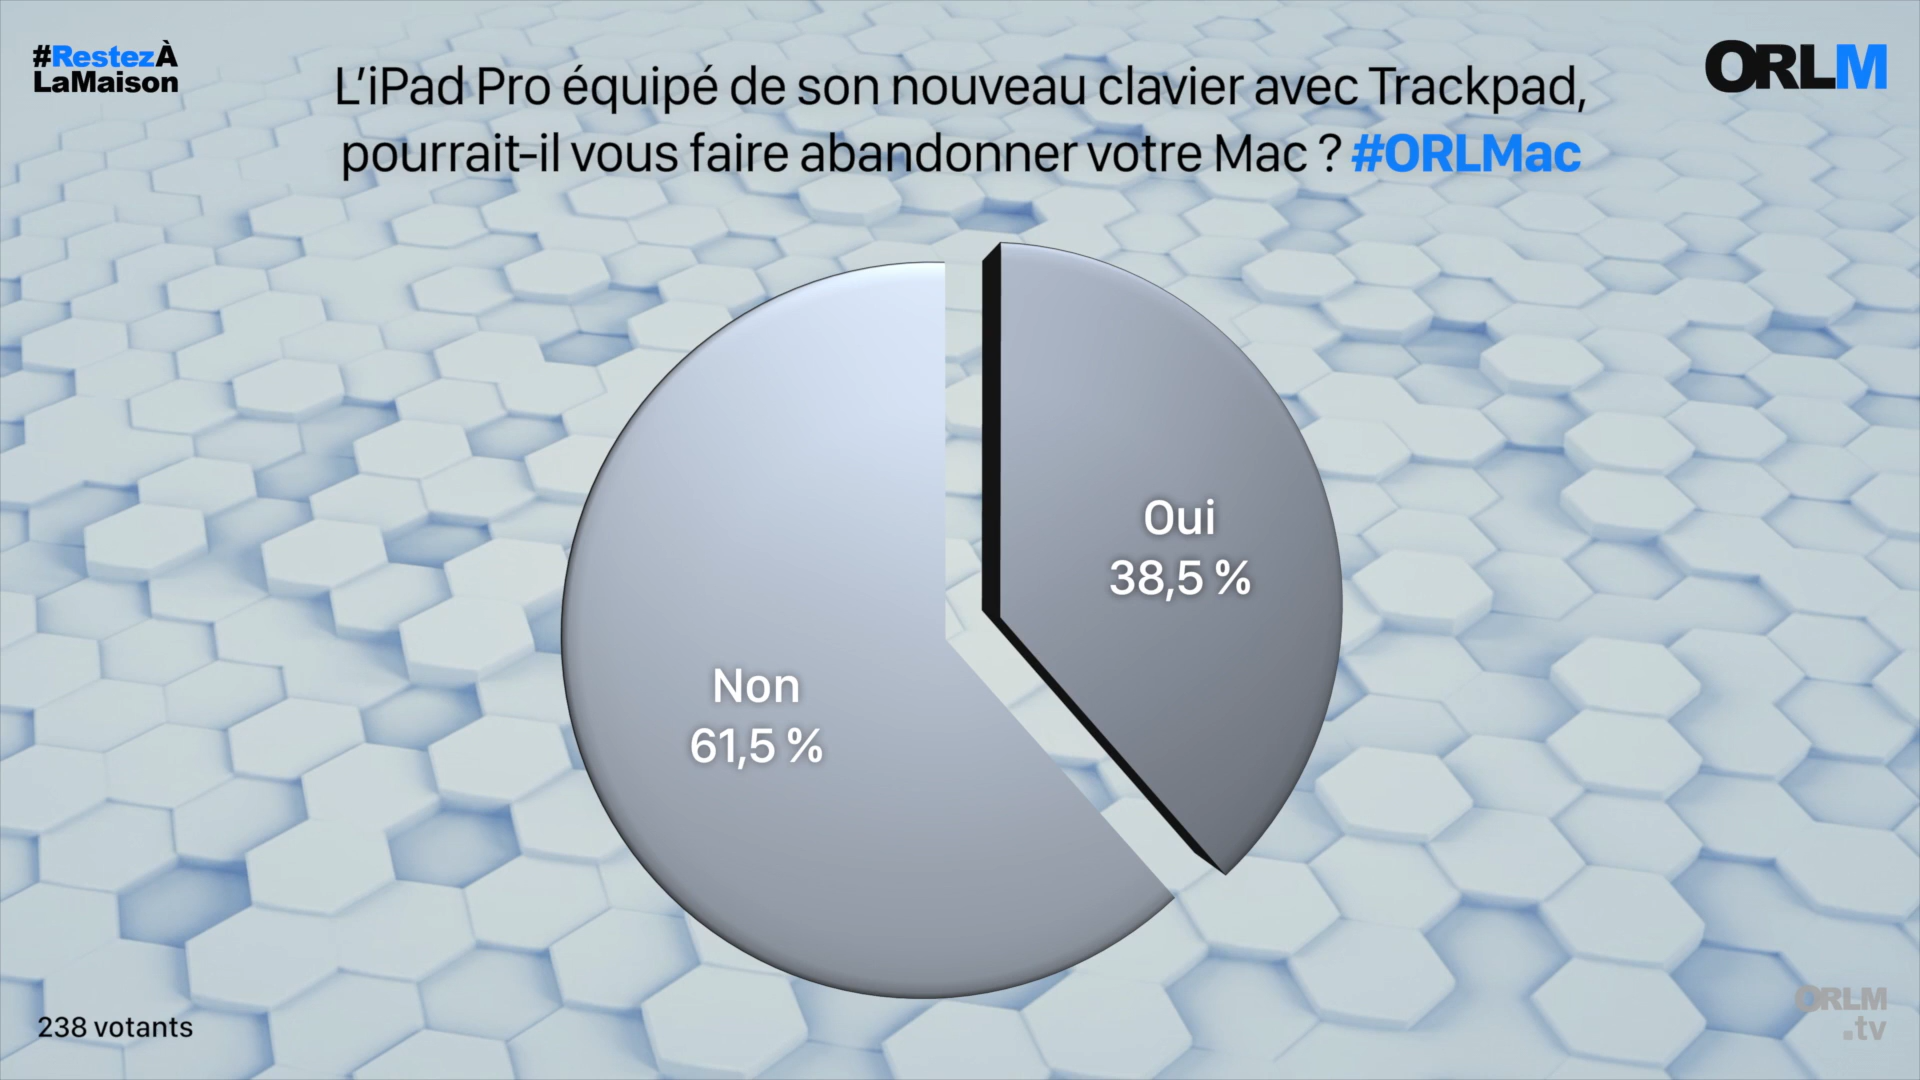 #RestezÀ
LaMaison
ORLM
L'iPad Pro équipé de son nouveau clavier avec Trackpad,
pourrait-il vous faire abandonner votre Mac ? #ORLMac
Oui
38,5 %
Non
61,5 %
238 votants
ORLM
.tv